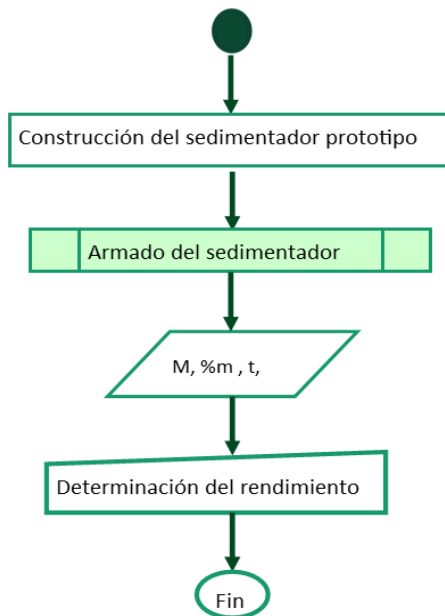 Construcción del sedimentador prototipo
Armado del sedimentador
M, %m , t,
Determinación del rendimiento
Fin